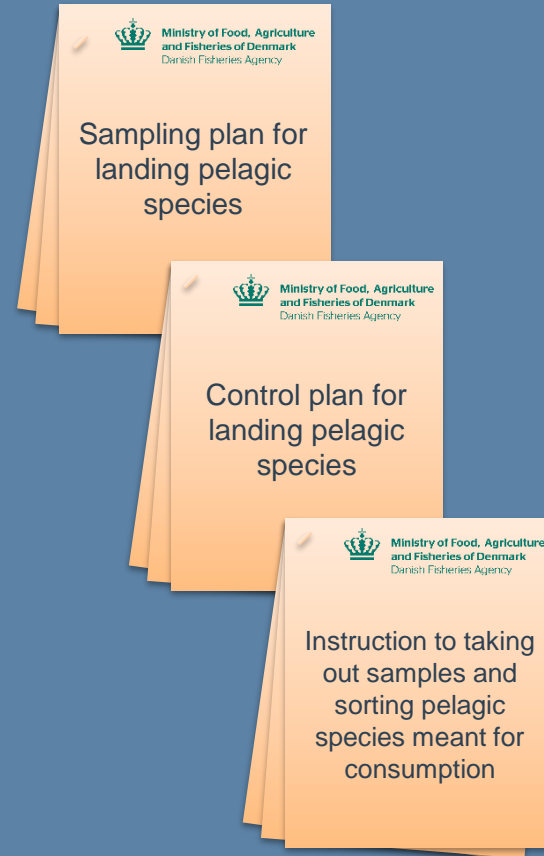 Ministry of Food, Agriculture
and Fisheries of Denmark
Danish Fisheries Agency
Sampling plan for
landing pelagic
species
Ministry of Food, Agriculture
and Fisheries of Denmark
Danish Fisheries Agency
Control plan for
landing pelagic
species
Ministry of Food, Agriculture
and Fisheries of Denmark
Danish Fisheries Agency
Instruction to taking
out samples and
sorting pelagic
species meant for
consumption